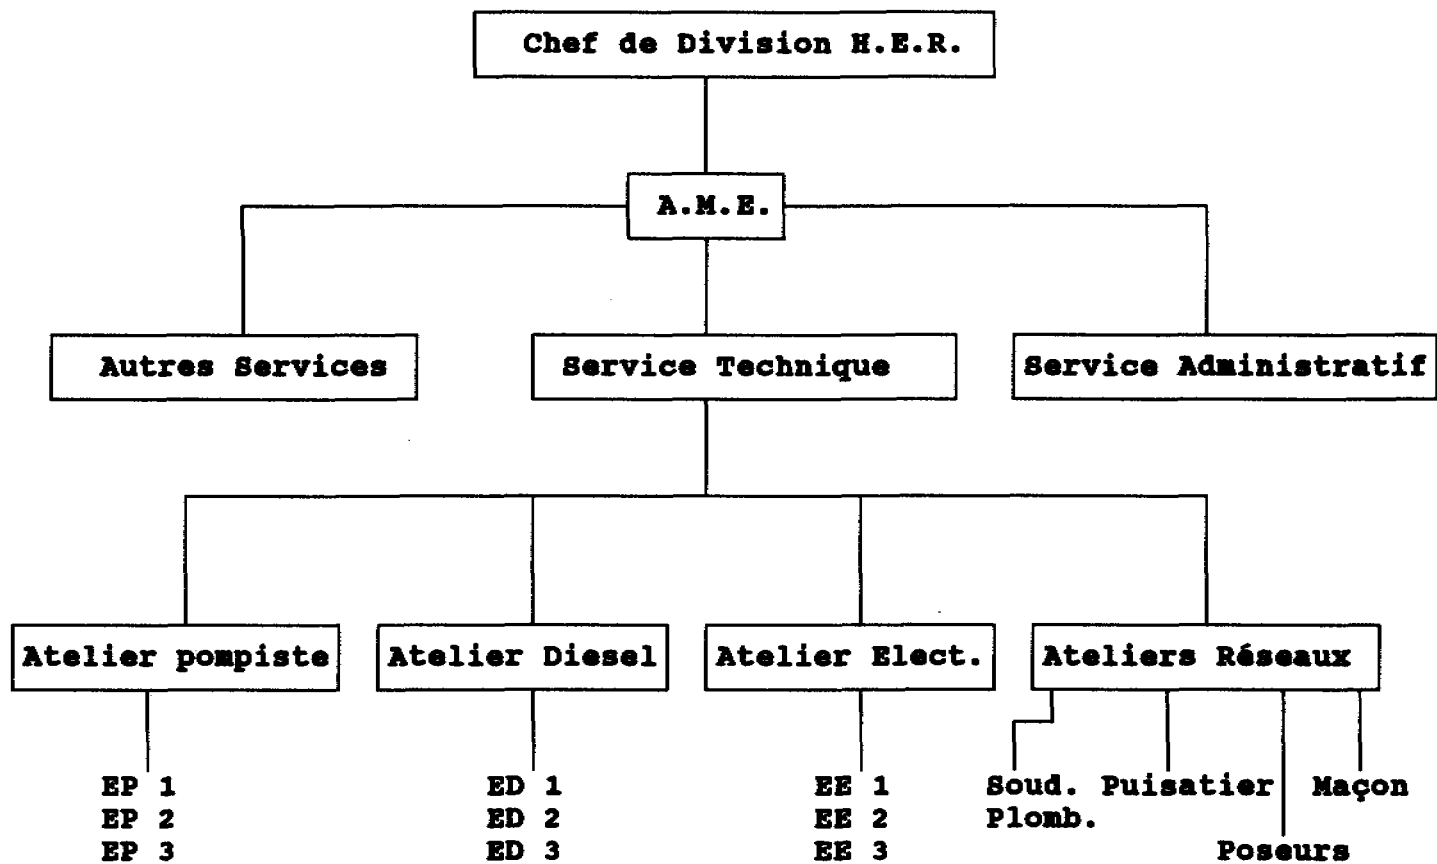 Chef de Division H.E.R.
A.M.E.
Autres Services
Service Technique
Service Administratif
Atelier pompiste
Atelier Diesel
Atelier Elect.
Ateliers Réseaux
EP 1
EP 2
EP 3
ED 1
ED 2
ED 3
EE 1
EE 2
EE 3
Soud.
Plomb.
Puisatier
Poseurs
Maçon